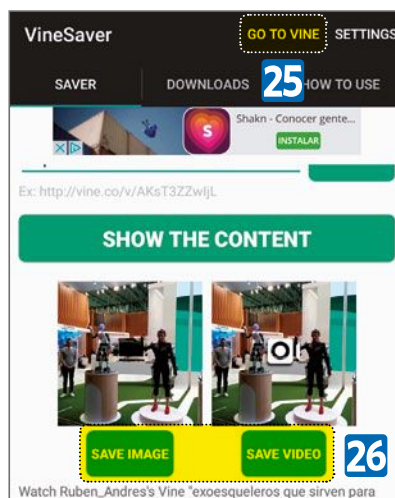 VineSaver GO TO VINE SETTINGS
SAVER DOWNLOADS 25 HOW TO USE
Shakn - Conocer gente...
S
INSTALAR
Ex: http://vine.co/v/AKsT3ZZwIjL
SHOW THE CONTENT
SAVE IMAGE SAVE VIDEO 26
Watch Ruben_Andres's Vine "exoesqueleros que sirven para